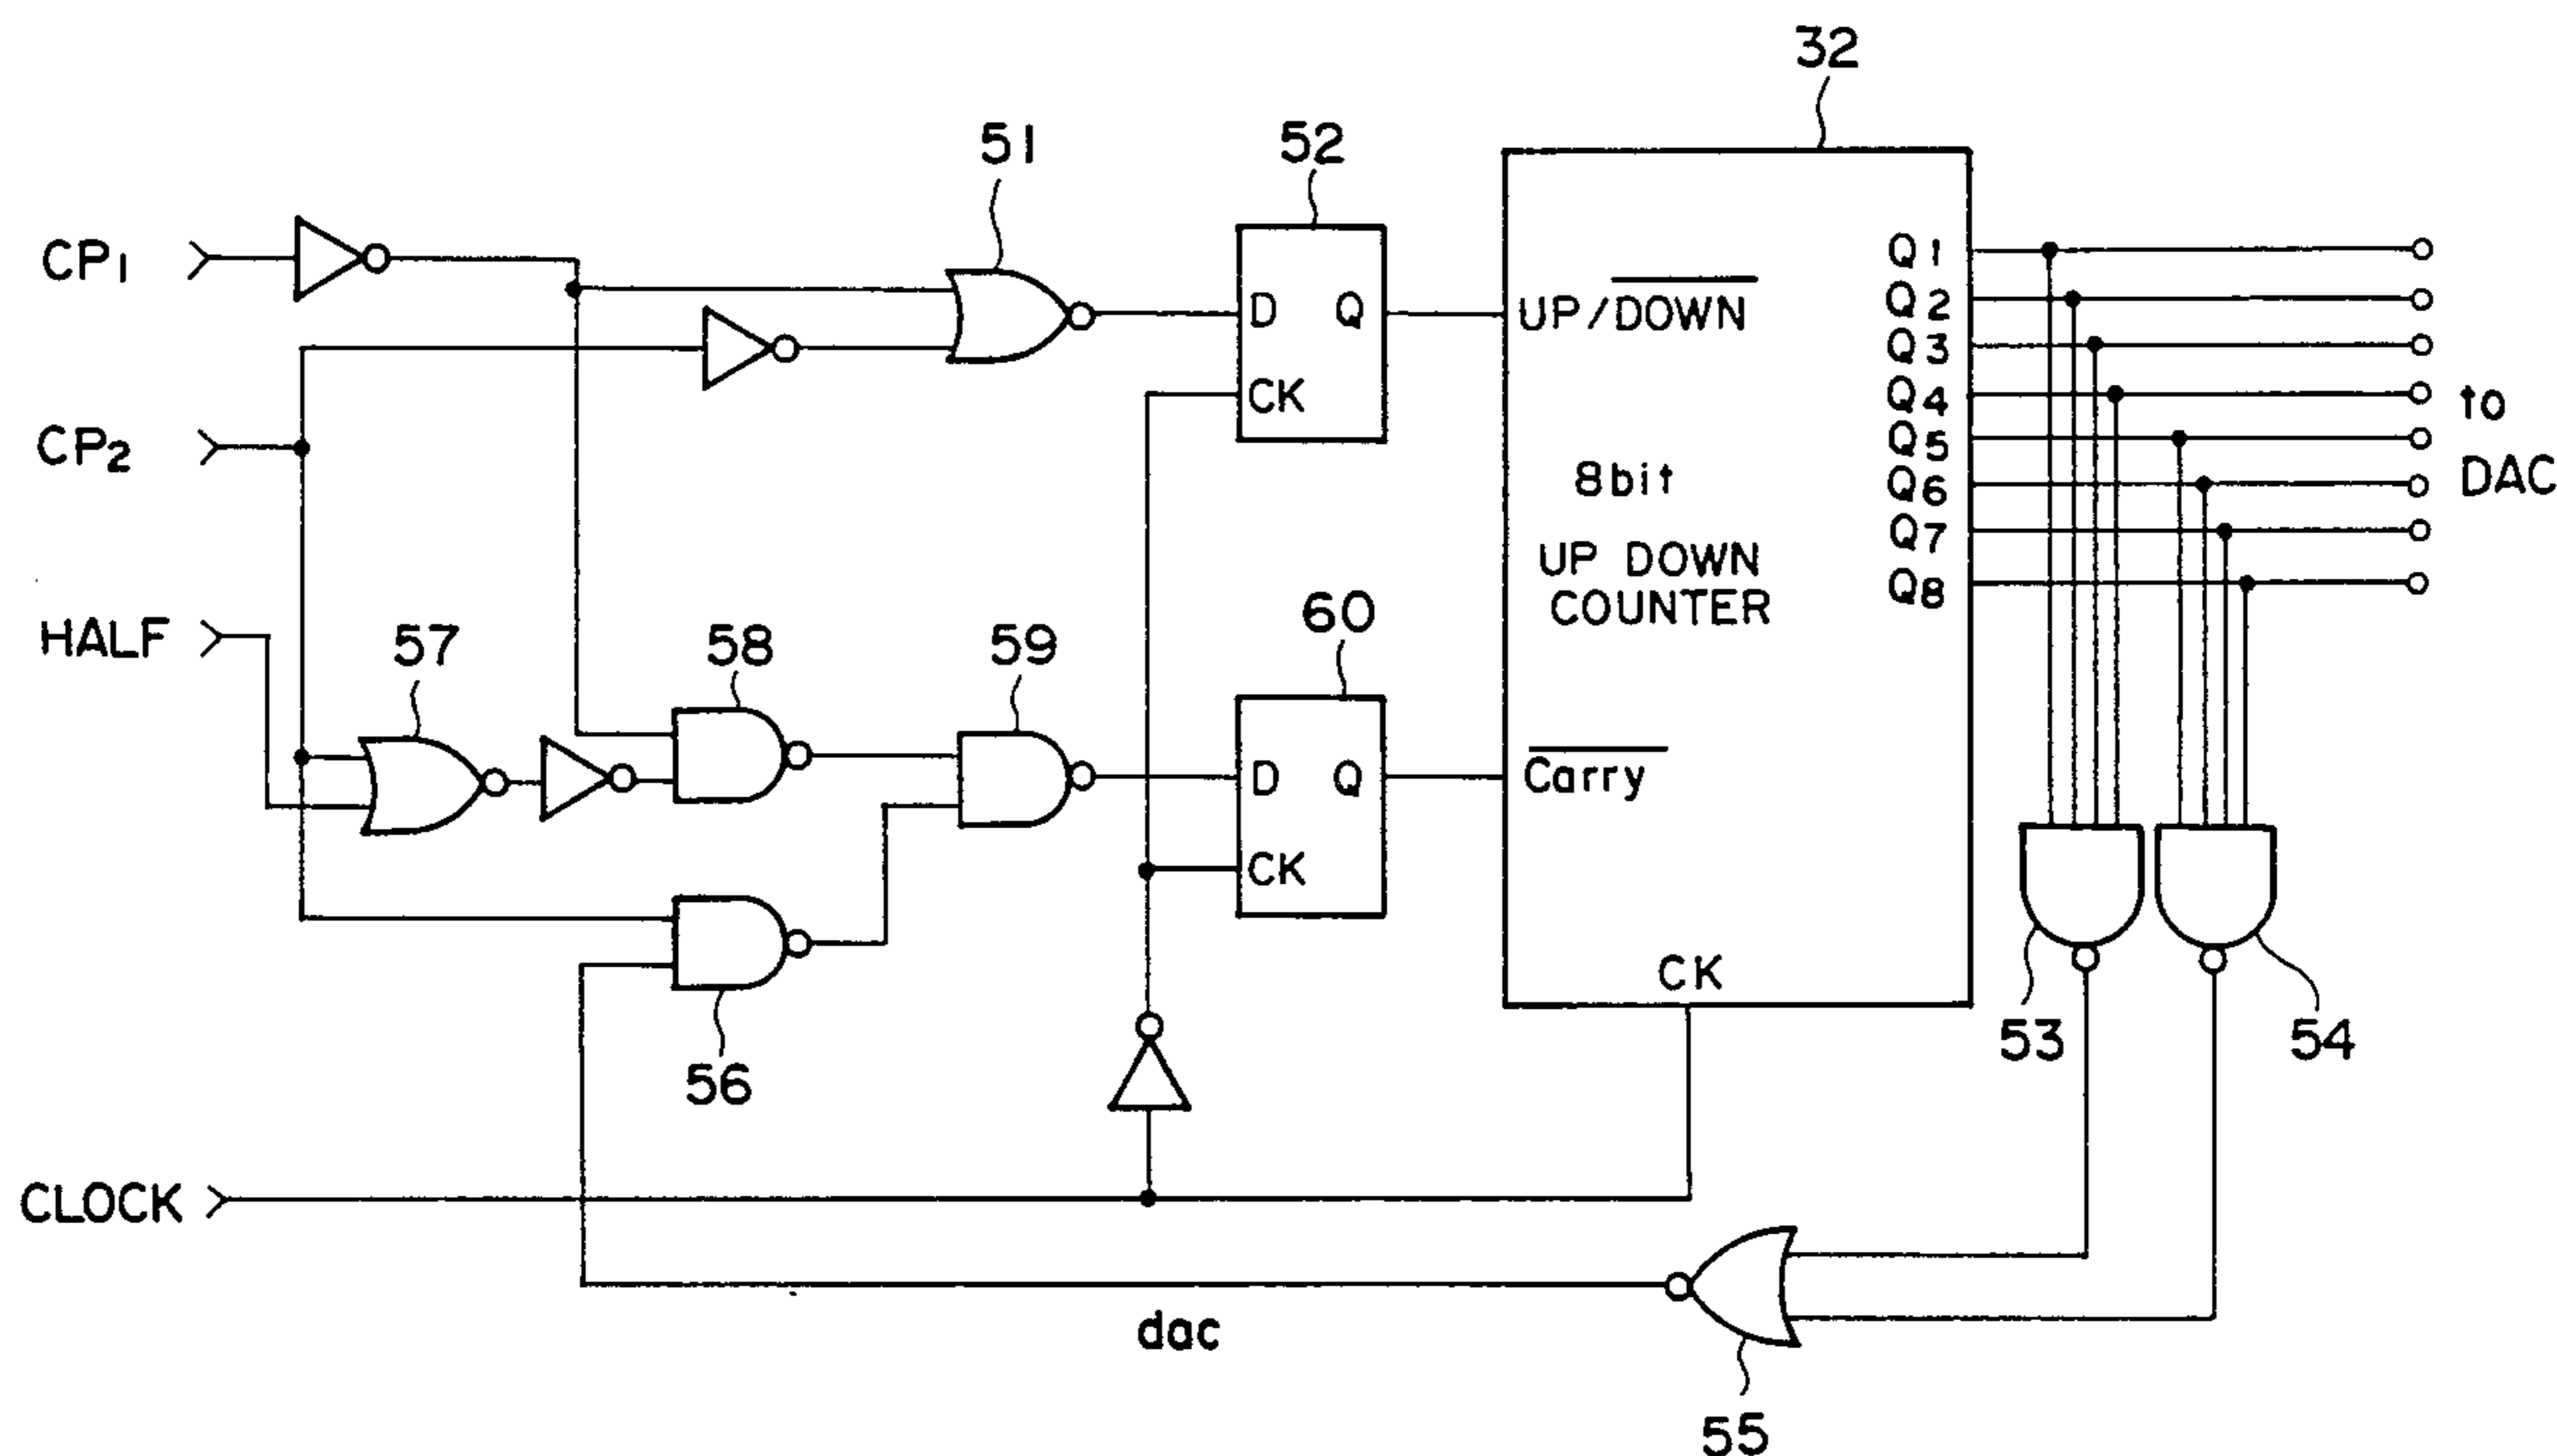 32
51
52
CP1
Q1
Q2
D Q
UP/DOWN
Q3
CK
Q4
to
CP2
Q5
8bit
Q6
DAC
Q7
UP DOWN
Q8
COUNTER
60
HALF
57
58
59
D Q
Carry
CK
CK
53
54
56
CLOCK
dac
55